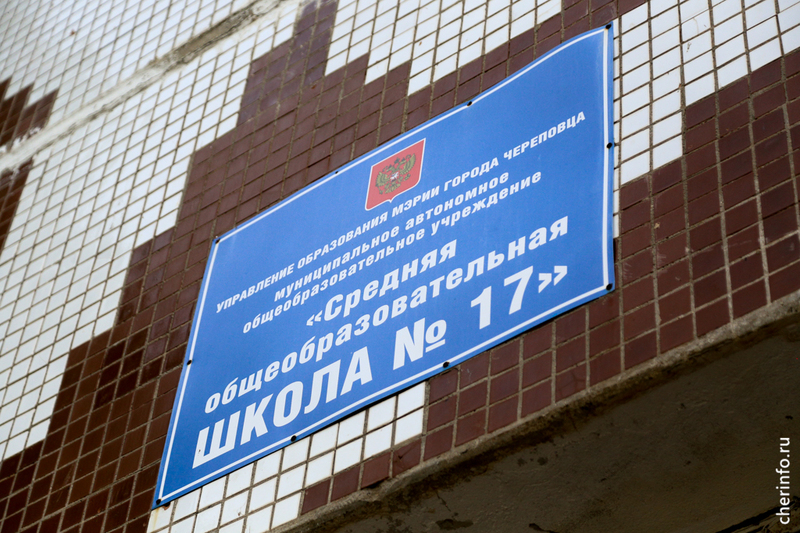 УПРАВЛЕНИЕ ОБРАЗОВАНИЯ МЭРИИ ГОРОДА ЧЕРЕПОВЦА
муниципальное автономное
общеобразовательное учреждение
«Средняя
общеобразовательная
ШКОЛА № 17»
cherinfo.ru